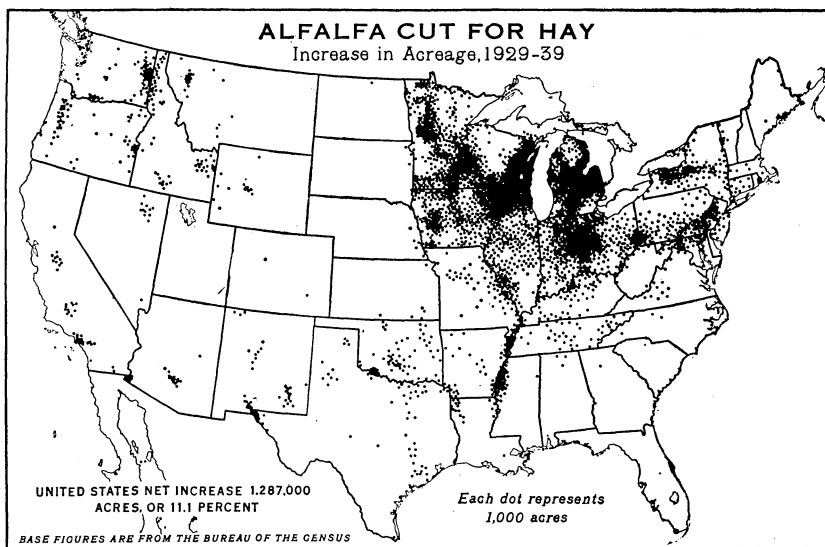 ALFALFA CUT FOR HAY
Increase in Acreage, 1929-39
UNITED STATES NET INCREASE 1.287,000
ACRES, OR 11.1 PERCENT
Each dot represents
1,000 acres
BASE FIGURES ARE FROM THE BUREAU OF THE CENSUS